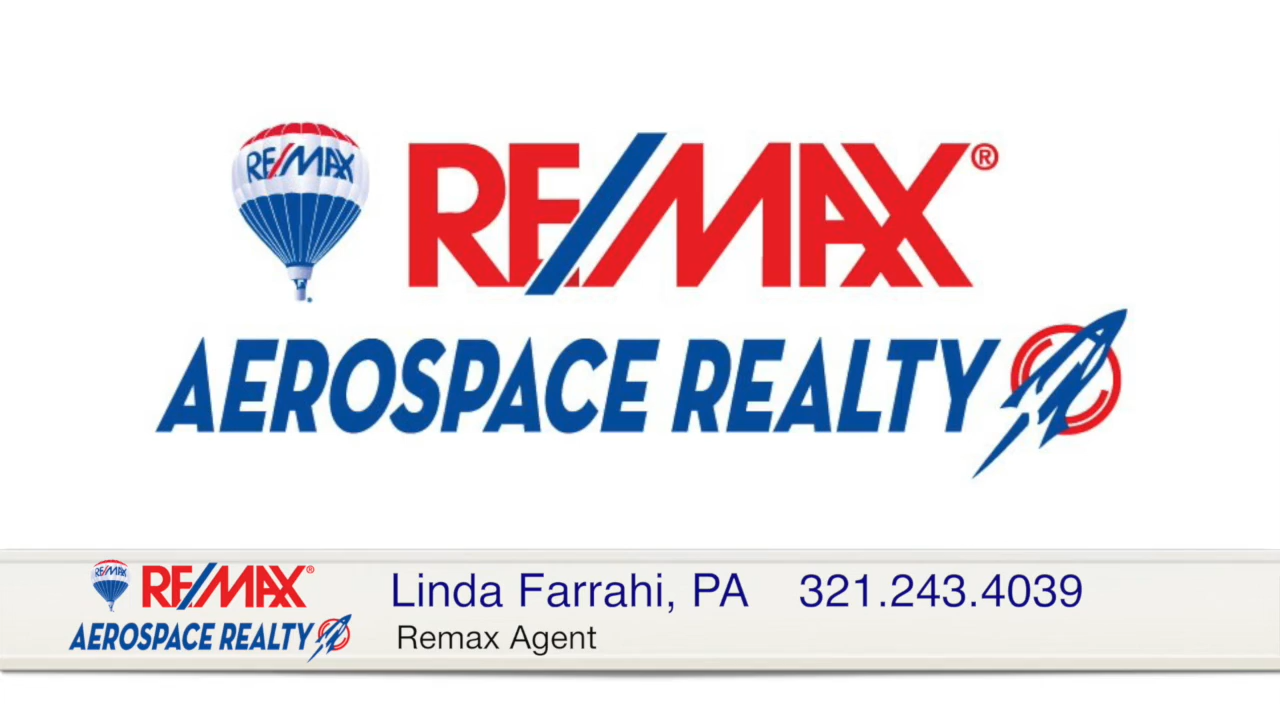 RE/MAX
RE/MAX®
AEROSPACE REALTY
RE/MAX
RE/MAX®
AEROSPACE REALTY
Linda Farrahi, PA 321.243.4039
Remax Agent